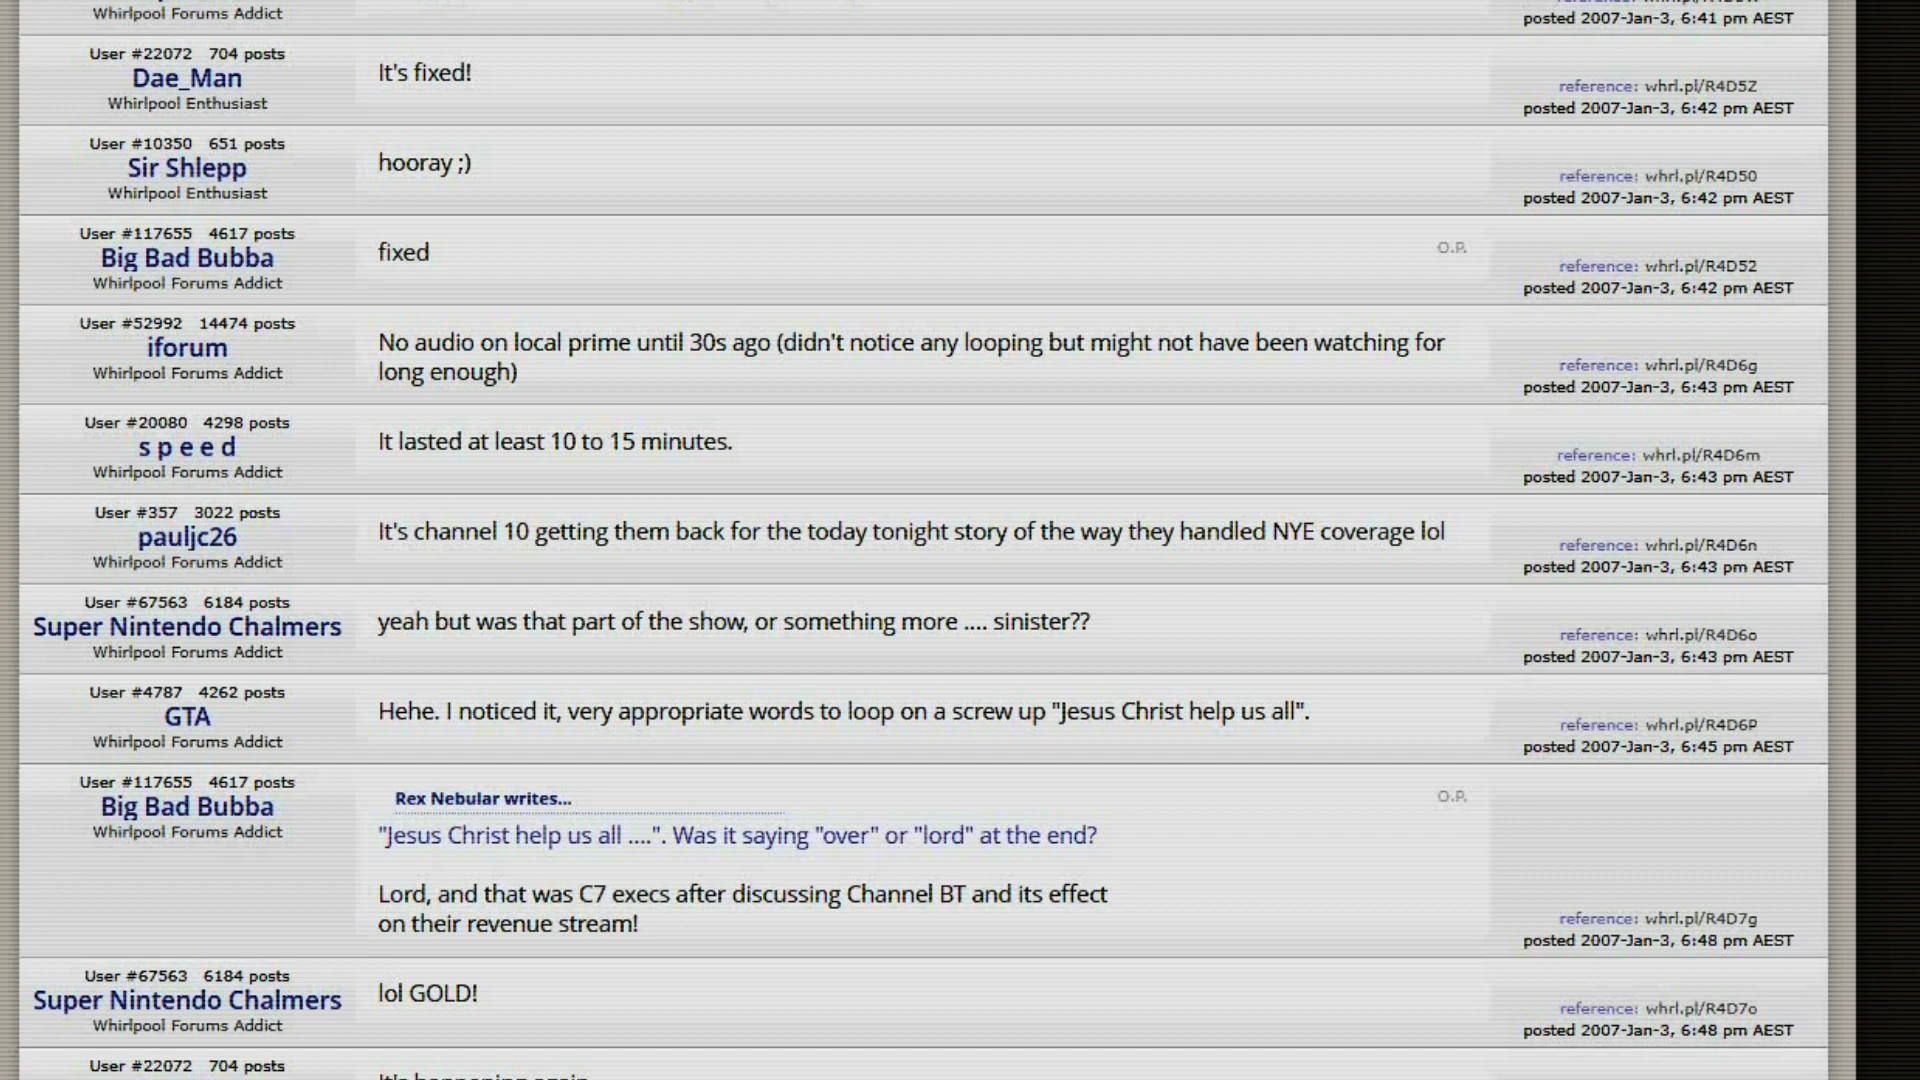 Whirlpool Forums Addict
posted 2007-Jan-3, 6:41 pm AEST
User #22072 704 posts
Dae_Man
Whirlpool Enthusiast
It's fixed!
reference: whrl.pl/R4D5Z
posted 2007-Jan-3, 6:42 pm AEST
User #10350 651 posts
Sir Shlepp
Whirlpool Enthusiast
hooray ;)
reference: whrl.pl/R4D50
posted 2007-Jan-3, 6:42 pm AEST
User #117655 4617 posts
Big Bad Bubba
Whirlpool Forums Addict
fixed
O.P.
reference: whrl.pl/R4D52
posted 2007-Jan-3, 6:42 pm AEST
User #52992 14474 posts
iforum
Whirlpool Forums Addict
No audio on local prime until 30s ago (didn't notice any looping but might not have been watching for
long enough)
reference: whrl.pl/R4D6g
posted 2007-Jan-3, 6:43 pm AEST
User #20080 4298 posts
s p e e d
Whirlpool Forums Addict
It lasted at least 10 to 15 minutes.
reference: whrl.pl/R4D6m
posted 2007-Jan-3, 6:43 pm AEST
User #357 3022 posts
pauljc26
Whirlpool Forums Addict
It's channel 10 getting them back for the today tonight story of the way they handled NYE coverage lol
reference: whrl.pl/R4D6n
posted 2007-Jan-3, 6:43 pm AEST
User #67563 6184 posts
Super Nintendo Chalmers
Whirlpool Forums Addict
yeah but was that part of the show, or something more .... sinister??
reference: whrl.pl/R4D6o
posted 2007-Jan-3, 6:43 pm AEST
User #4787 4262 posts
GTA
Whirlpool Forums Addict
Hehe. I noticed it, very appropriate words to loop on a screw up "Jesus Christ help us all".
reference: whrl.pl/R4D6P
posted 2007-Jan-3, 6:45 pm AEST
User #117655 4617 posts
Big Bad Bubba
Whirlpool Forums Addict
Rex Nebular writes...
O.P.
"Jesus Christ help us all ....". Was it saying "over" or "lord" at the end?
Lord, and that was C7 execs after discussing Channel BT and its effect
on their revenue stream!
reference: whrl.pl/R4D7g
posted 2007-Jan-3, 6:48 pm AEST
User #67563 6184 posts
Super Nintendo Chalmers
Whirlpool Forums Addict
lol GOLD!
reference: whrl.pl/R4D7o
posted 2007-Jan-3, 6:48 pm AEST
User #22072 704 posts
It's happening again